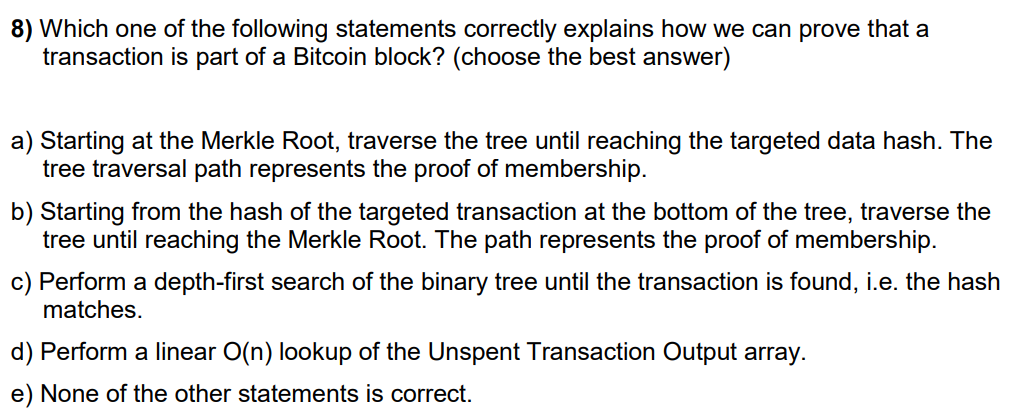 8) Which one of the following statements correctly explains how we can prove that a
transaction is part of a Bitcoin block? (choose the best answer)
a) Starting at the Merkle Root, traverse the tree until reaching the targeted data hash. The
tree traversal path represents the proof of membership.
b) Starting from the hash of the targeted transaction at the bottom of the tree, traverse the
tree until reaching the Merkle Root. The path represents the proof of membership.
c) Perform a depth-first search of the binary tree until the transaction is found, i.e. the hash
matches.
d) Perform a linear O(n) lookup of the Unspent Transaction Output array.
e) None of the other statements is correct.